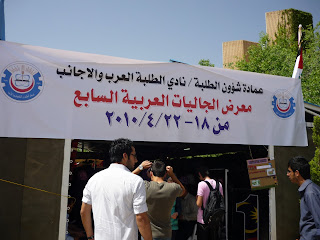 عمادة شؤون الطلبة / نادي الطلبة العرب والاجانب
معرض الجاليات العربية السابع
من ١٨-٢٢/٤/٢٠١٠